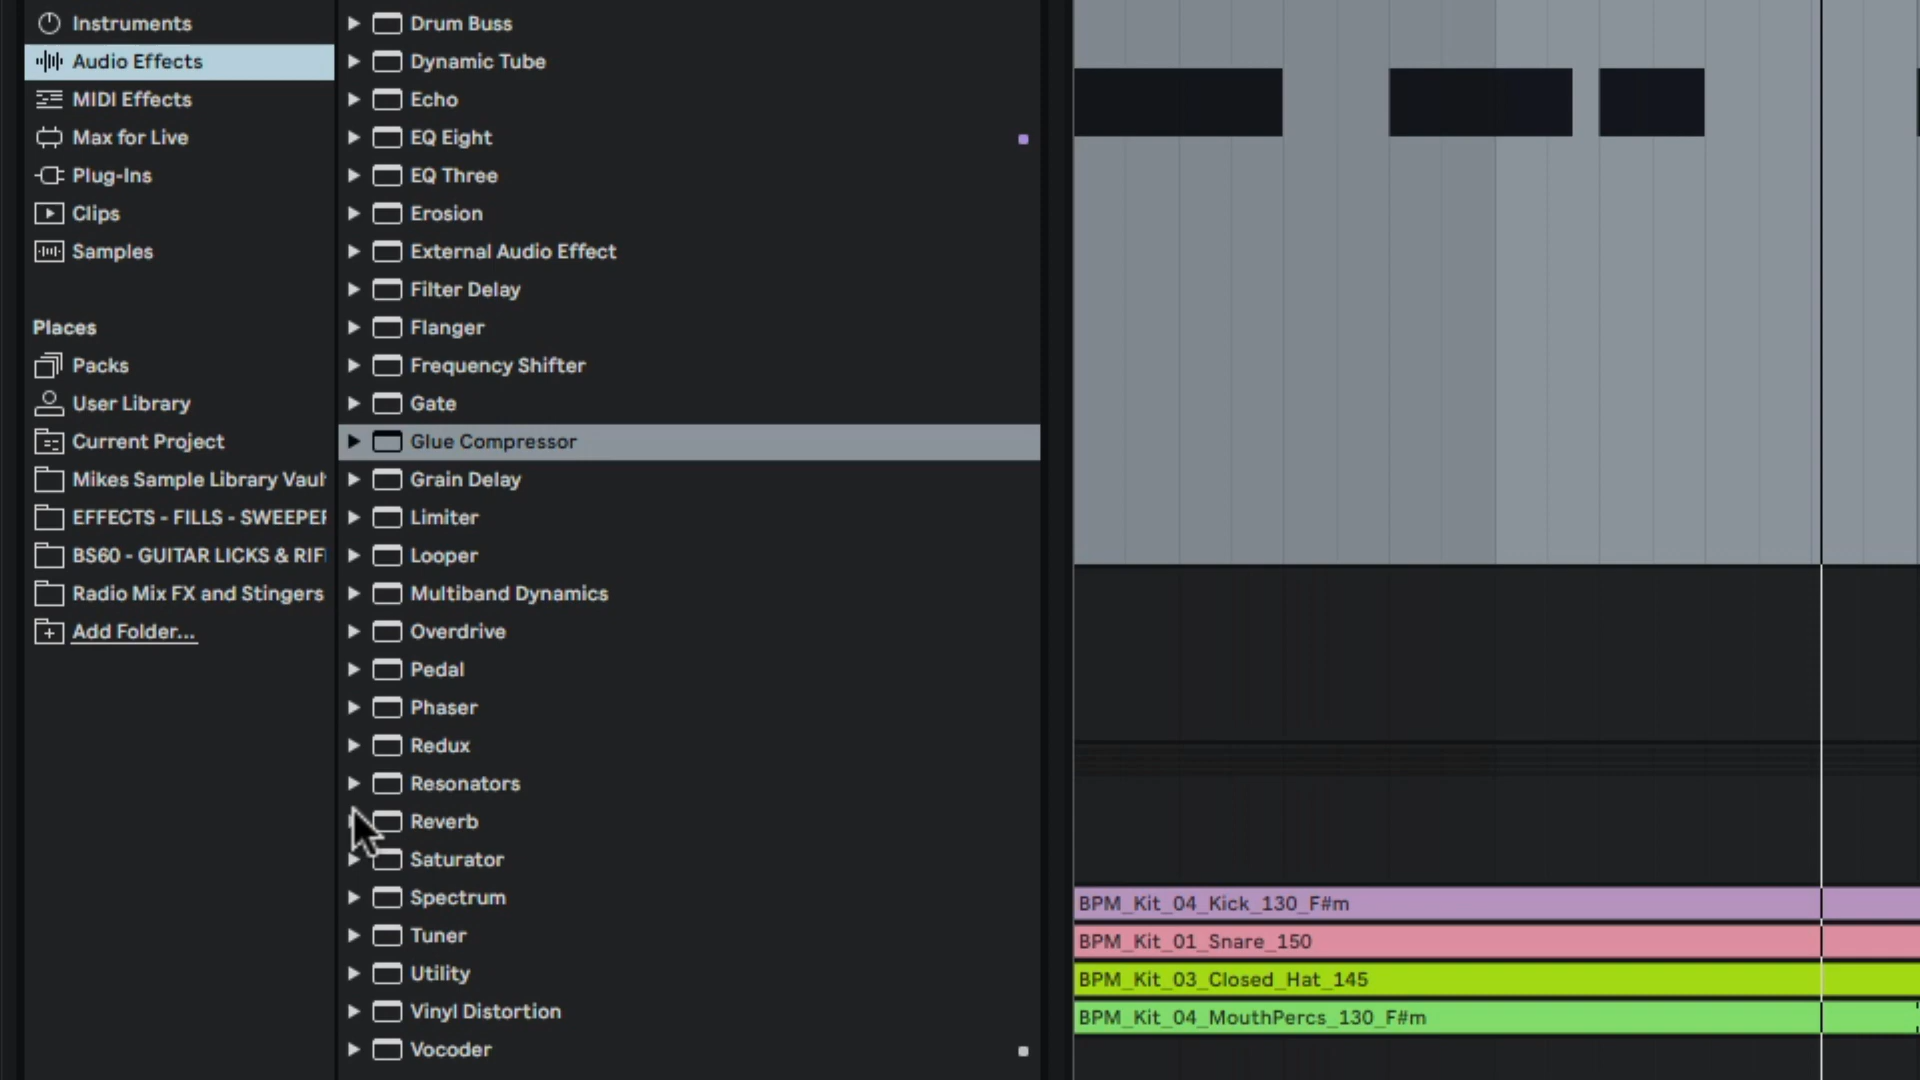 Instruments
Audio Effects
MIDI Effects
Max for Live
Plug-Ins
Clips
Samples
Places
Packs
User Library
Current Project
Mikes Sample Library Vaul
EFFECTS - FILLS - SWEEPER
BS60 - GUITAR LICKS & RIF
Radio Mix FX and Stingers
Add Folder...
Drum Buss
Dynamic Tube
Echo
EQ Eight
EQ Three
Erosion
External Audio Effect
Filter Delay
Flanger
Frequency Shifter
Gate
Glue Compressor
Grain Delay
Limiter
Looper
Multiband Dynamics
Overdrive
Pedal
Phaser
Redux
Resonators
Reverb
Saturator
Spectrum
Tuner
Utility
Vinyl Distortion
Vocoder
BPM_Kit_04_Kick_130_F#m
BPM_Kit_01_Snare_150
BPM_Kit_03_Closed_Hat_145
BPM_Kit_04_MouthPercs_130_F#m